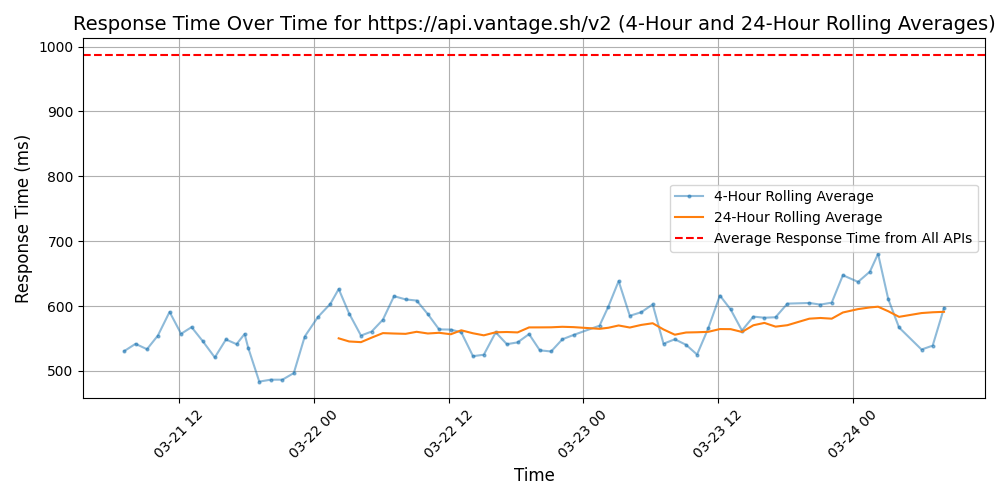 Response Time Over Time for https://api.vantage.sh/v2 (4-Hour and 24-Hour Rolling Averages)
Response Time (ms)
1000
900
800
700
600
500
4-Hour Rolling Average
24-Hour Rolling Average
Average Response Time from All APIs
03-21 12
03-22 00
03-22 12
03-23 00
03-23 12
03-24 00
Time